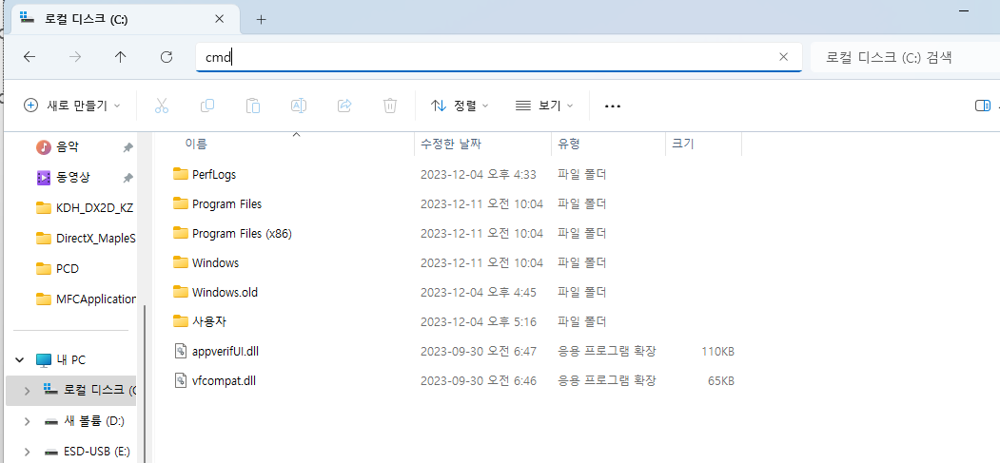 로컬 디스크 (C:)
cmd
로컬 디스크 (C:) 검색
새로 만들기 정렬 보기
이름 수정한 날짜 유형 크기
음악
동영상
KDH_DX2D_KZ
DirectX_MapleS
PCD
MFCApplication
내 PC
로컬 디스크 (C
새 볼륨 (D:)
ESD-USB (E:)
PerfLogs 2023-12-04 오후 4:33 파일 폴더
Program Files 2023-12-11 오전 10:04 파일 폴더
Program Files (x86) 2023-12-11 오전 10:04 파일 폴더
Windows 2023-12-11 오전 10:04 파일 폴더
Windows.old 2023-12-04 오후 4:45 파일 폴더
사용자 2023-12-04 오후 5:16 파일 폴더
appverifUI.dll 2023-09-30 오전 6:47 응용 프로그램 확장 110KB
vfcompat.dll 2023-09-30 오전 6:46 응용 프로그램 확장 65KB